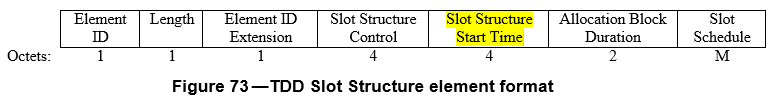 Element ID	Length	Element ID Extension	Slot Structure Control	Slot Structure Start Time	Allocation Block Duration	Slot Schedule
Octets:	1	1	1	4	4	2	M
Figure 73—TDD Slot Structure element format